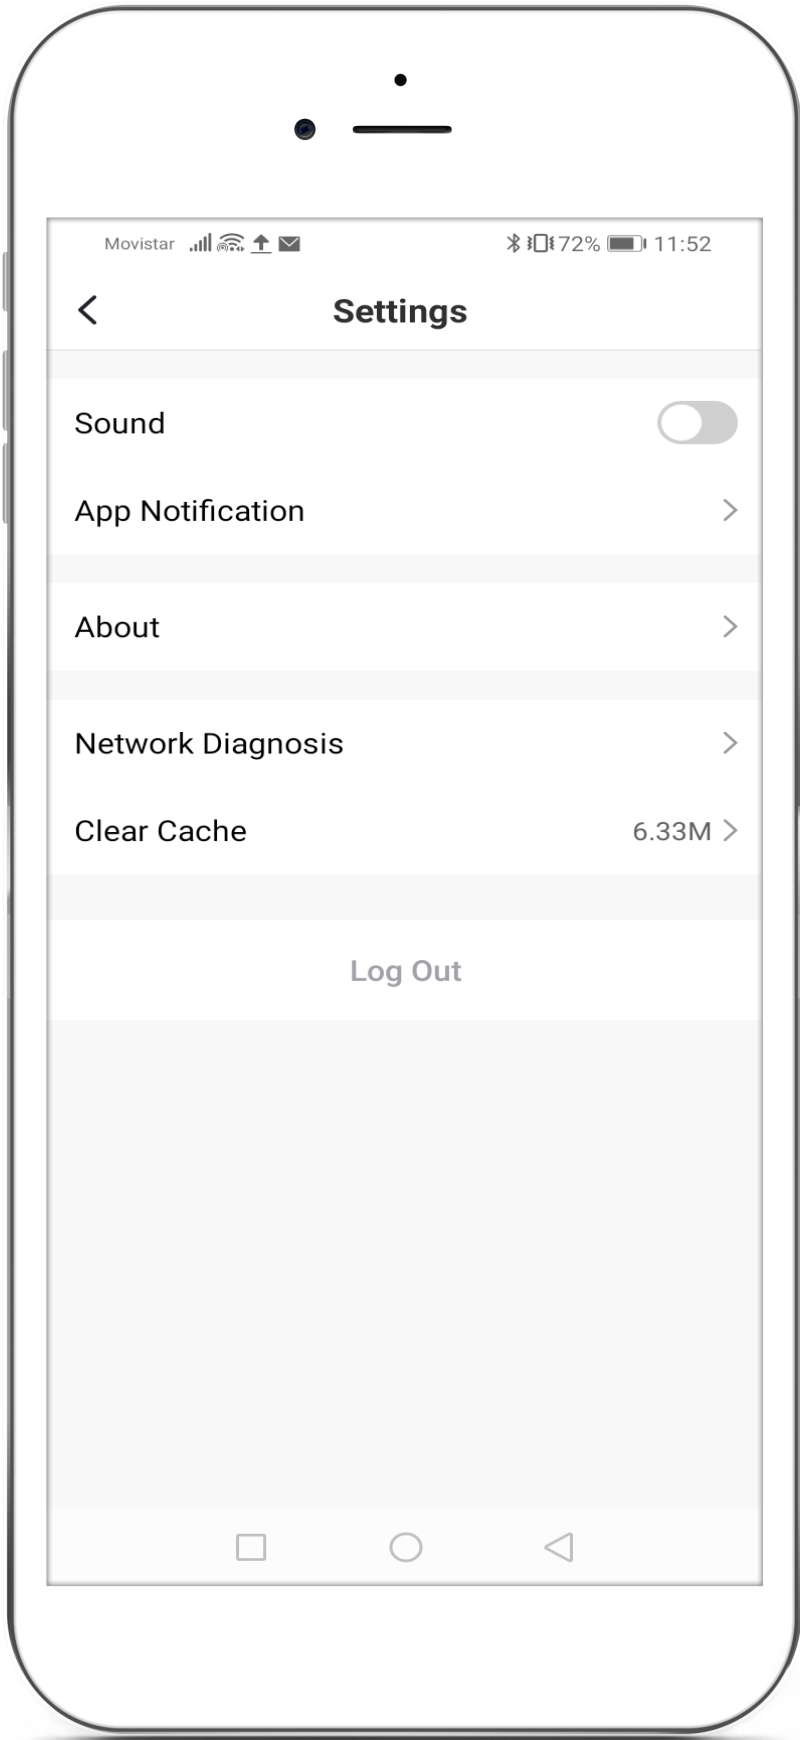 Movistar 72% 11:52
Settings
Sound
App Notification
About
Network Diagnosis
Clear Cache 6.33M
Log Out